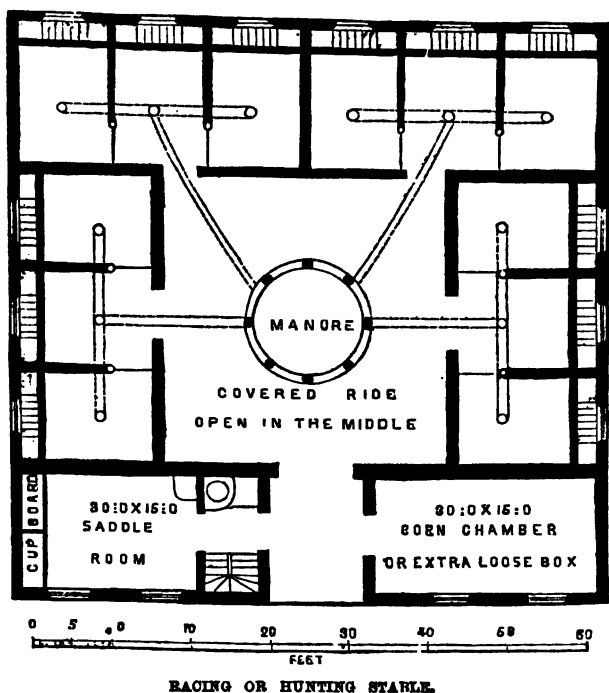 MANORE
COVERED RIDE
OPEN IN THE MIDDLE
CUP BOARD
30:0X15:0
SADDLE
ROOM
30:0X15:0
CORN CHAMBER
OR EXTRA LOOSE BOX
0 5 10 20 30 40 50 60
FEET
RACING OR HUNTING STABLE.